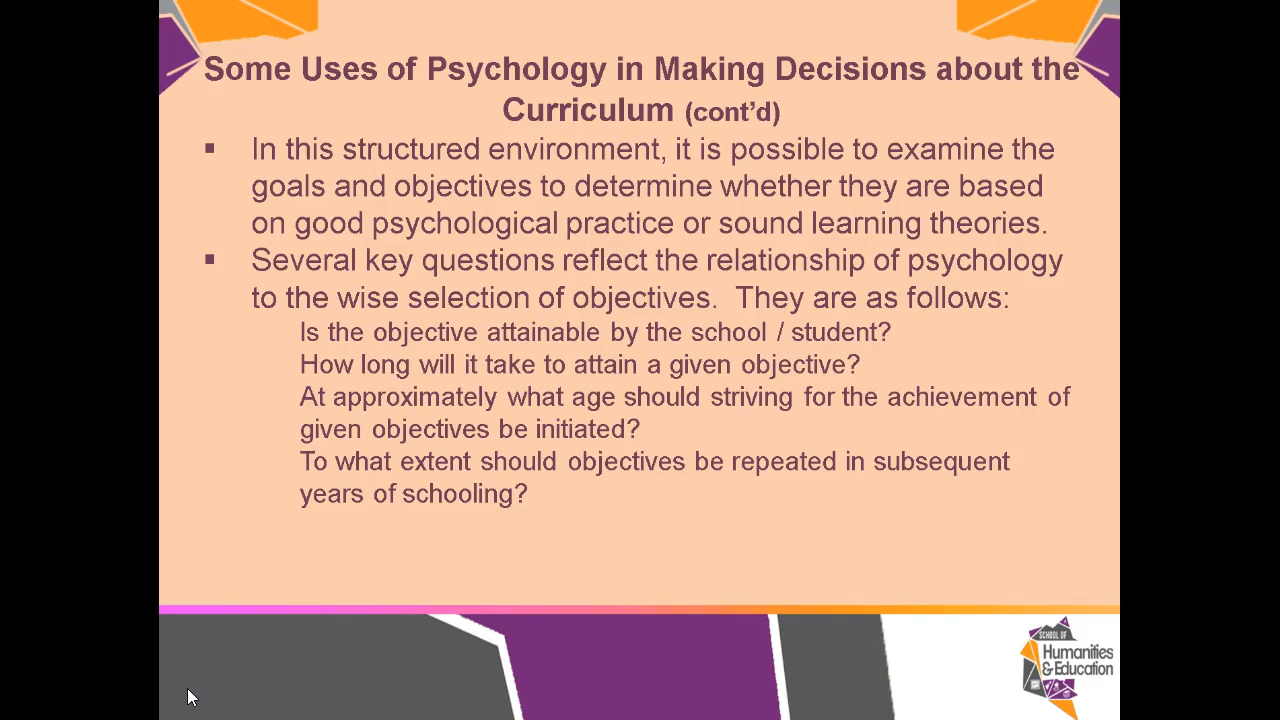 Some Uses of Psychology in Making Decisions about the
Curriculum (cont'd)
▪ In this structured environment, it is possible to examine the
goals and objectives to determine whether they are based
on good psychological practice or sound learning theories.
▪ Several key questions reflect the relationship of psychology
to the wise selection of objectives.  They are as follows:
Is the objective attainable by the school / student?
How long will it take to attain a given objective?
At approximately what age should striving for the achievement of
given objectives be initiated?
To what extent should objectives be repeated in subsequent
years of schooling?
SCHOOL OF
Humanities
& Education